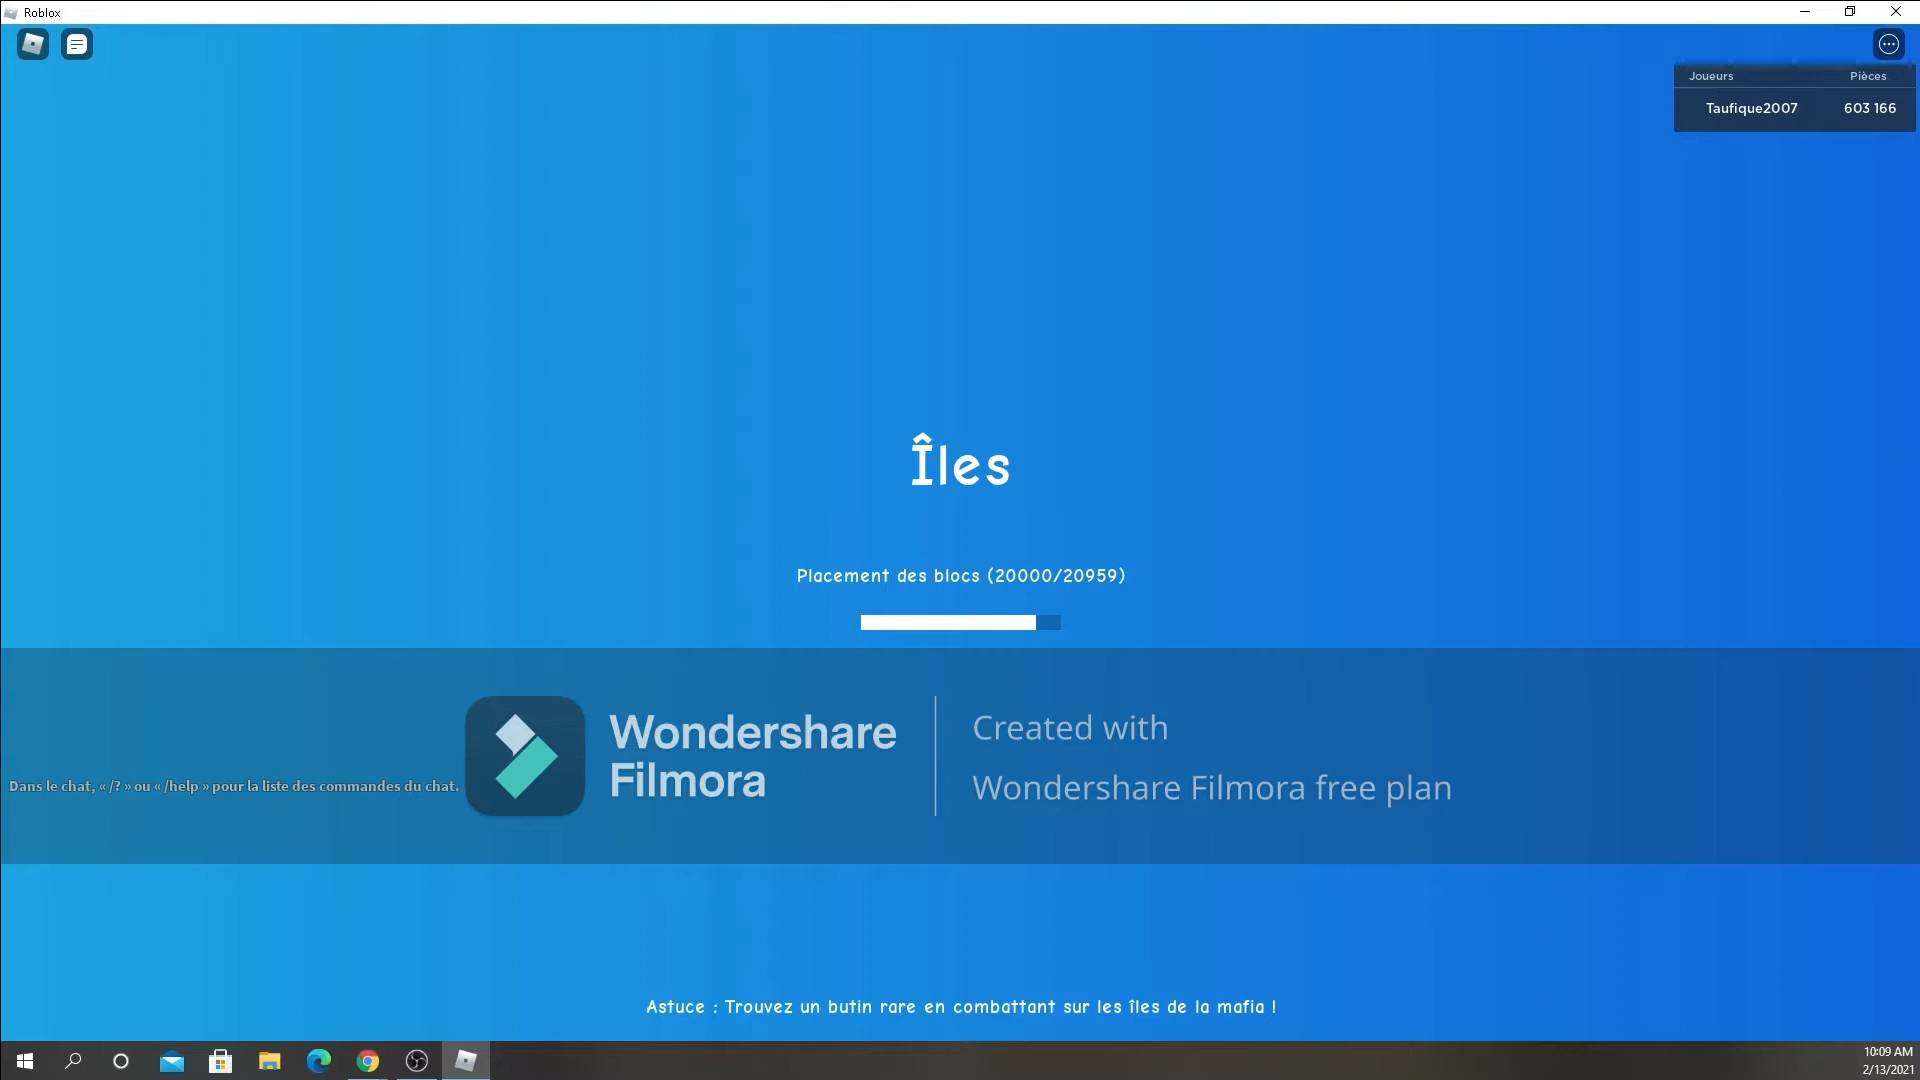 Roblox
Joueurs Pièces
Taufique2007 603 166
Îles
Placement des blocs (20000/20959)
Wondershare
Filmora
Created with
Wondershare Filmora free plan
Dans le chat, « /? » ou « /help » pour la liste des commandes du chat.
Astuce : Trouvez un butin rare en combattant sur les îles de la mafia !
10:09 AM
2/13/2021